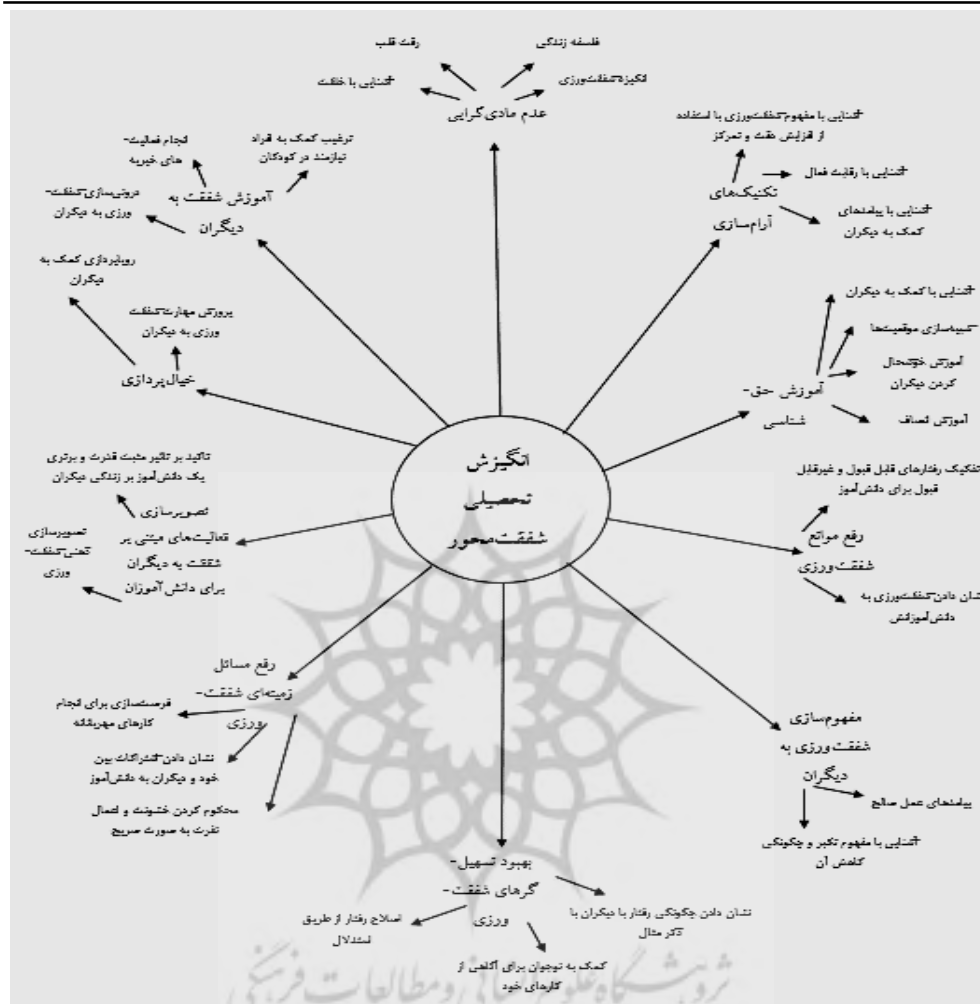 فلسفه زندگی
رقت قلب
انگیزه شفقت‌ورزی
آشنایی با خلقت
عدم مادی‌گرایی
آشنایی با مفهوم شفقت‌ورزی با استفاده
از افزایش دقت و تمرکز
آشنایی با رقابت فعال
تکنیک‌های
آرام‌سازی
آشنایی با پیامدهای
کمک به دیگران
آشنایی با کمک به دیگران
شبیه‌سازی موقعیت‌ها
آموزش خوشحال
کردن دیگران
آموزش حق-
شناسی
آموزش انصاف
تفکیک رفتارهای قابل قبول و غیرقابل
قبول برای دانش‌آموز
رفع موانع
شفقت ورزی
نشان دادن شفقت‌ورزی به
دانش‌آموزانش
مفهوم‌سازی
شفقت ورزی به
دیگران
پیامدهای عمل صالح
آشنایی با مفهوم تکبر و چگونگی
کاهش آن
بهبود تسهیل-
گرهای شفقت-
ورزی
نشان دادن چگونگی رفتار با دیگران با
ذکر مثال
اصلاح رفتار از طریق
استدلال
کمک به نوجوان برای آگاهی از
کارهای خود
رفع مسائل
زمینه‌ای شفقت-
ورزی
فرصت‌سازی برای انجام
کارهای مهربانانه
نشان دادن اشتراکات بین
خود و دیگران به دانش‌آموز
محکوم کردن خشونت و اعمال
نفرت به صورت صریح
تاکید بر تاثیر مثبت قدرت و برتری
یک دانش‌آموز بر زندگی دیگران
تصویرسازی
فعالیت‌های مبتنی بر
شفقت به دیگران
برای دانش آموزان
تصویرسازی
ذهنی شفقت-
ورزی
خیال‌پردازی
پرورش مهارت شفقت
ورزی به دیگران
رویاپردازی کمک به
دیگران
آموزش شفقت به
دیگران
درونی‌سازی شفقت-
ورزی به دیگران
انجام فعالیت-
های خیریه
ترغیب کمک به افراد
نیازمند در کودکان
انگیزش
تحصیلی
شفقت‌محور
پژوهشگاه علوم انسانی و مطالعات فرهنگی